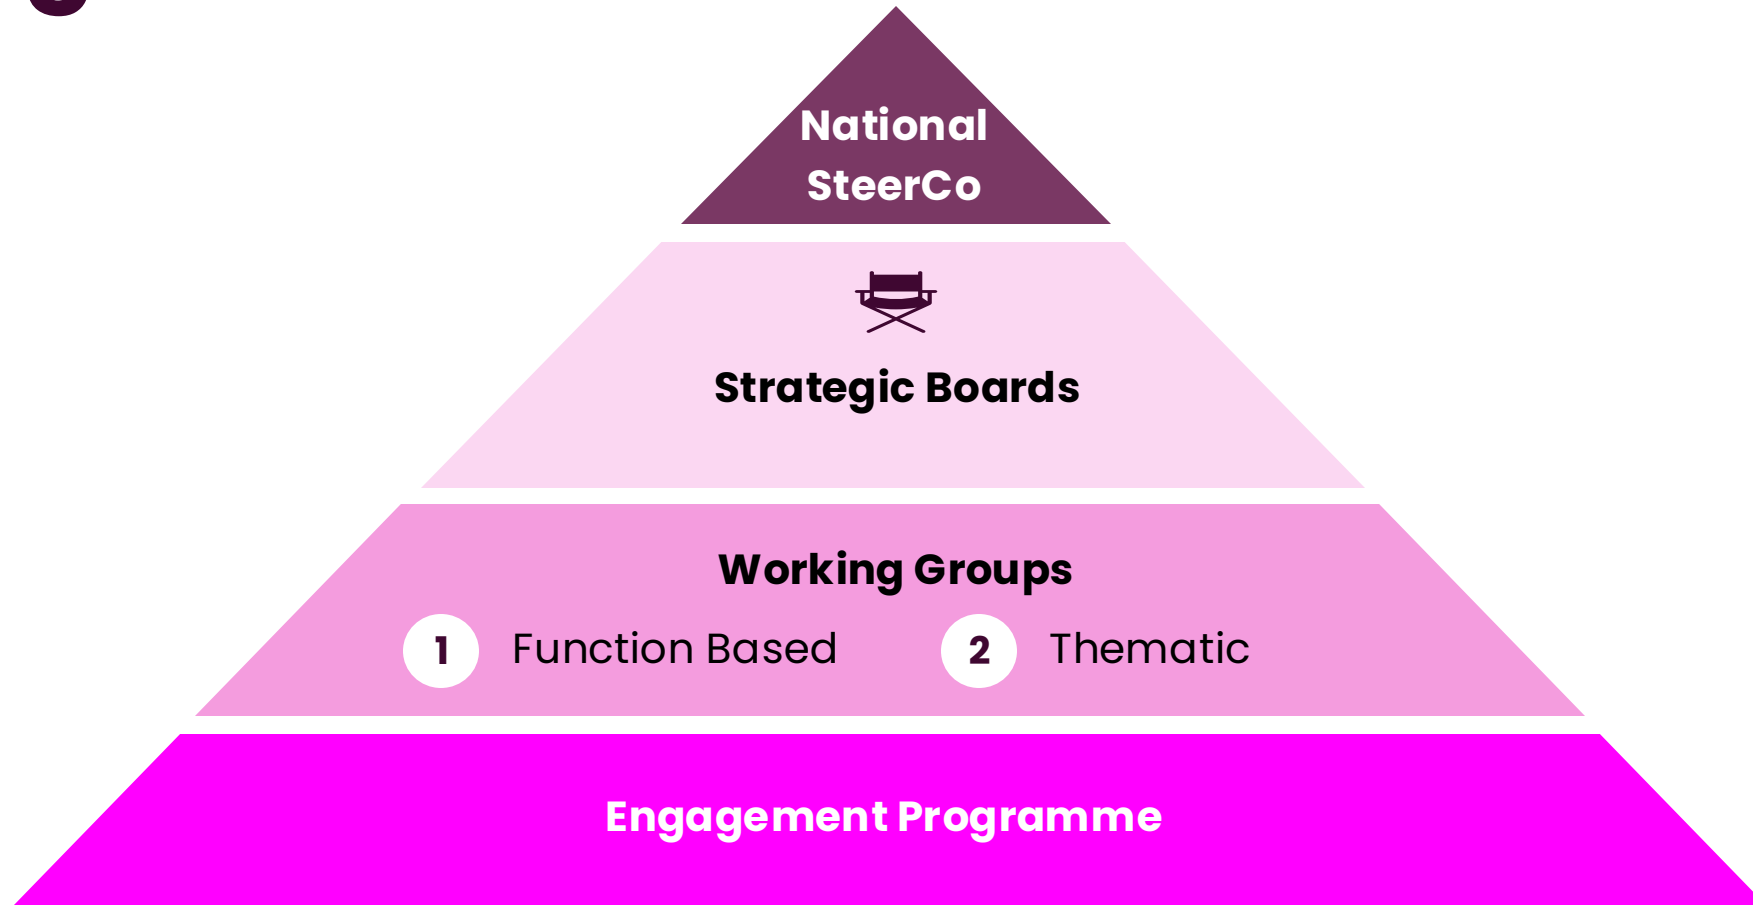 National
SteerCo
Strategic Boards
Working Groups
1 Function Based 2 Thematic
Engagement Programme